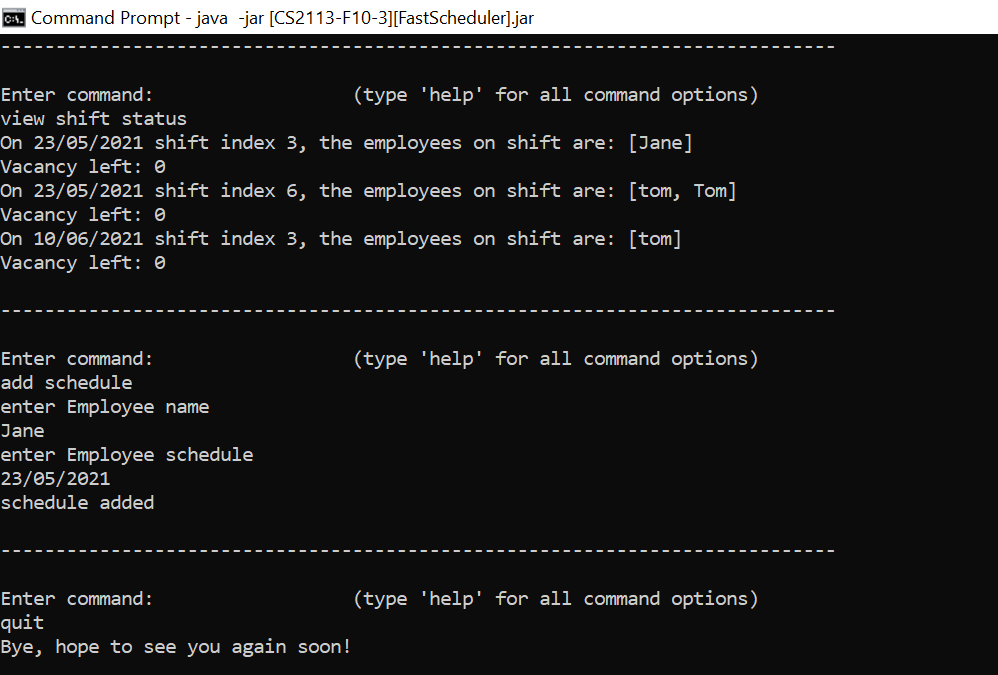 Command Prompt - java  -jar [CS2113-F10-3][FastScheduler].jar
----------------------------------------------------------------------------
Enter command:                  (type 'help' for all command options)
view shift status
On 23/05/2021 shift index 3, the employees on shift are: [Jane]
Vacancy left: 0
On 23/05/2021 shift index 6, the employees on shift are: [tom, Tom]
Vacancy left: 0
On 10/06/2021 shift index 3, the employees on shift are: [tom]
Vacancy left: 0
----------------------------------------------------------------------------
Enter command:                  (type 'help' for all command options)
add schedule
enter Employee name
Jane
enter Employee schedule
23/05/2021
schedule added
----------------------------------------------------------------------------
Enter command:                  (type 'help' for all command options)
quit
Bye, hope to see you again soon!